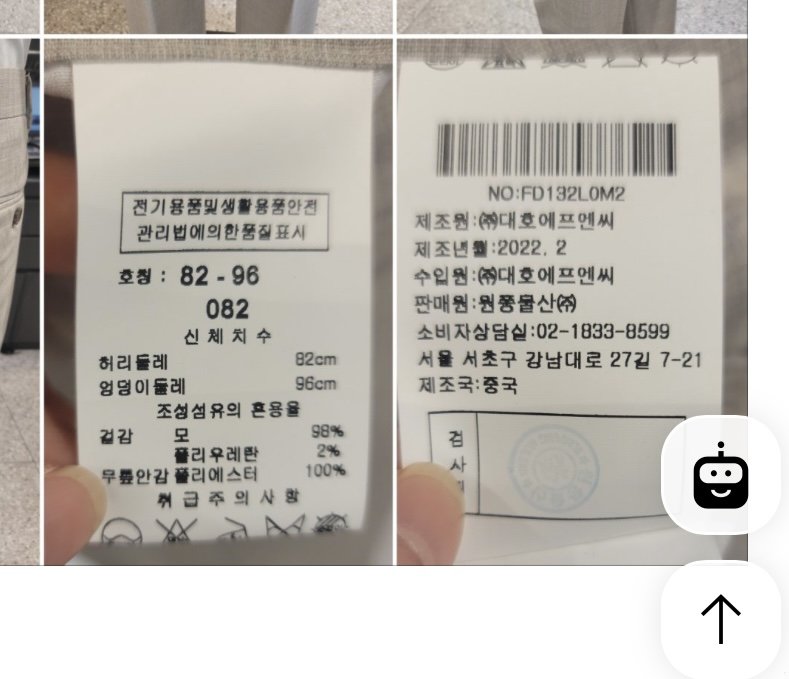 전기용품및생활용품안전
관리법에의한품질표시
호칭 : 82 - 96
082
신 체 치 수
허리둘레 82cm
엉덩이둘레 96cm
조성섬유의 혼용율
겉감 모 98%
폴리우레탄 2%
무릎안감 폴리에스터 100%
취 급 주 의 사 항
NO:FD132L0M2
제조원:㈜대호에프엔씨
제조년월:2022. 2
수입원:㈜대호에프엔씨
판매원:원풍물산㈜
소비자상담실:02-1833-8599
서울 서초구 강남대로 27길 7-21
제조국:중국
검
사